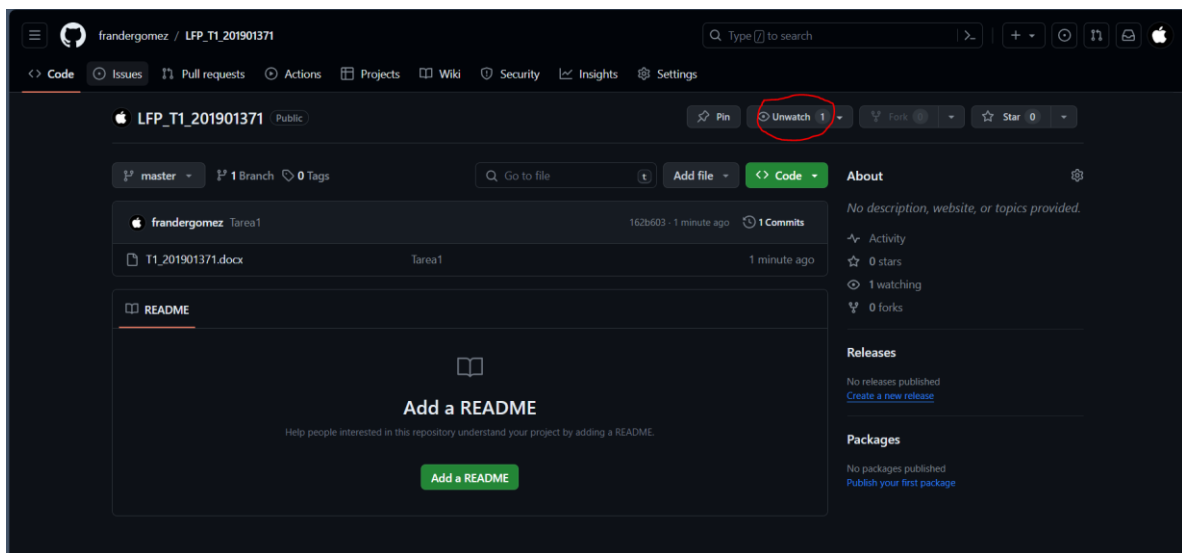 frandergomez / LFP_T1_201901371
Type / to search
Code Issues Pull requests Actions Projects Wiki Security Insights Settings
LFP_T1_201901371 Public
Pin Unwatch 1 Fork 0 Star 0
master 1 Branch 0 Tags Go to file t Add file Code
frandergomez Tarea1 162b603 · 1 minute ago 1 Commits
T1_201901371.docx Tarea1 1 minute ago
README
Add a README
Help people interested in this repository understand your project by adding a README.
Add a README
About
No description, website, or topics provided.
Activity
0 stars
1 watching
0 forks
Releases
No releases published
Create a new release
Packages
No packages published
Publish your first package